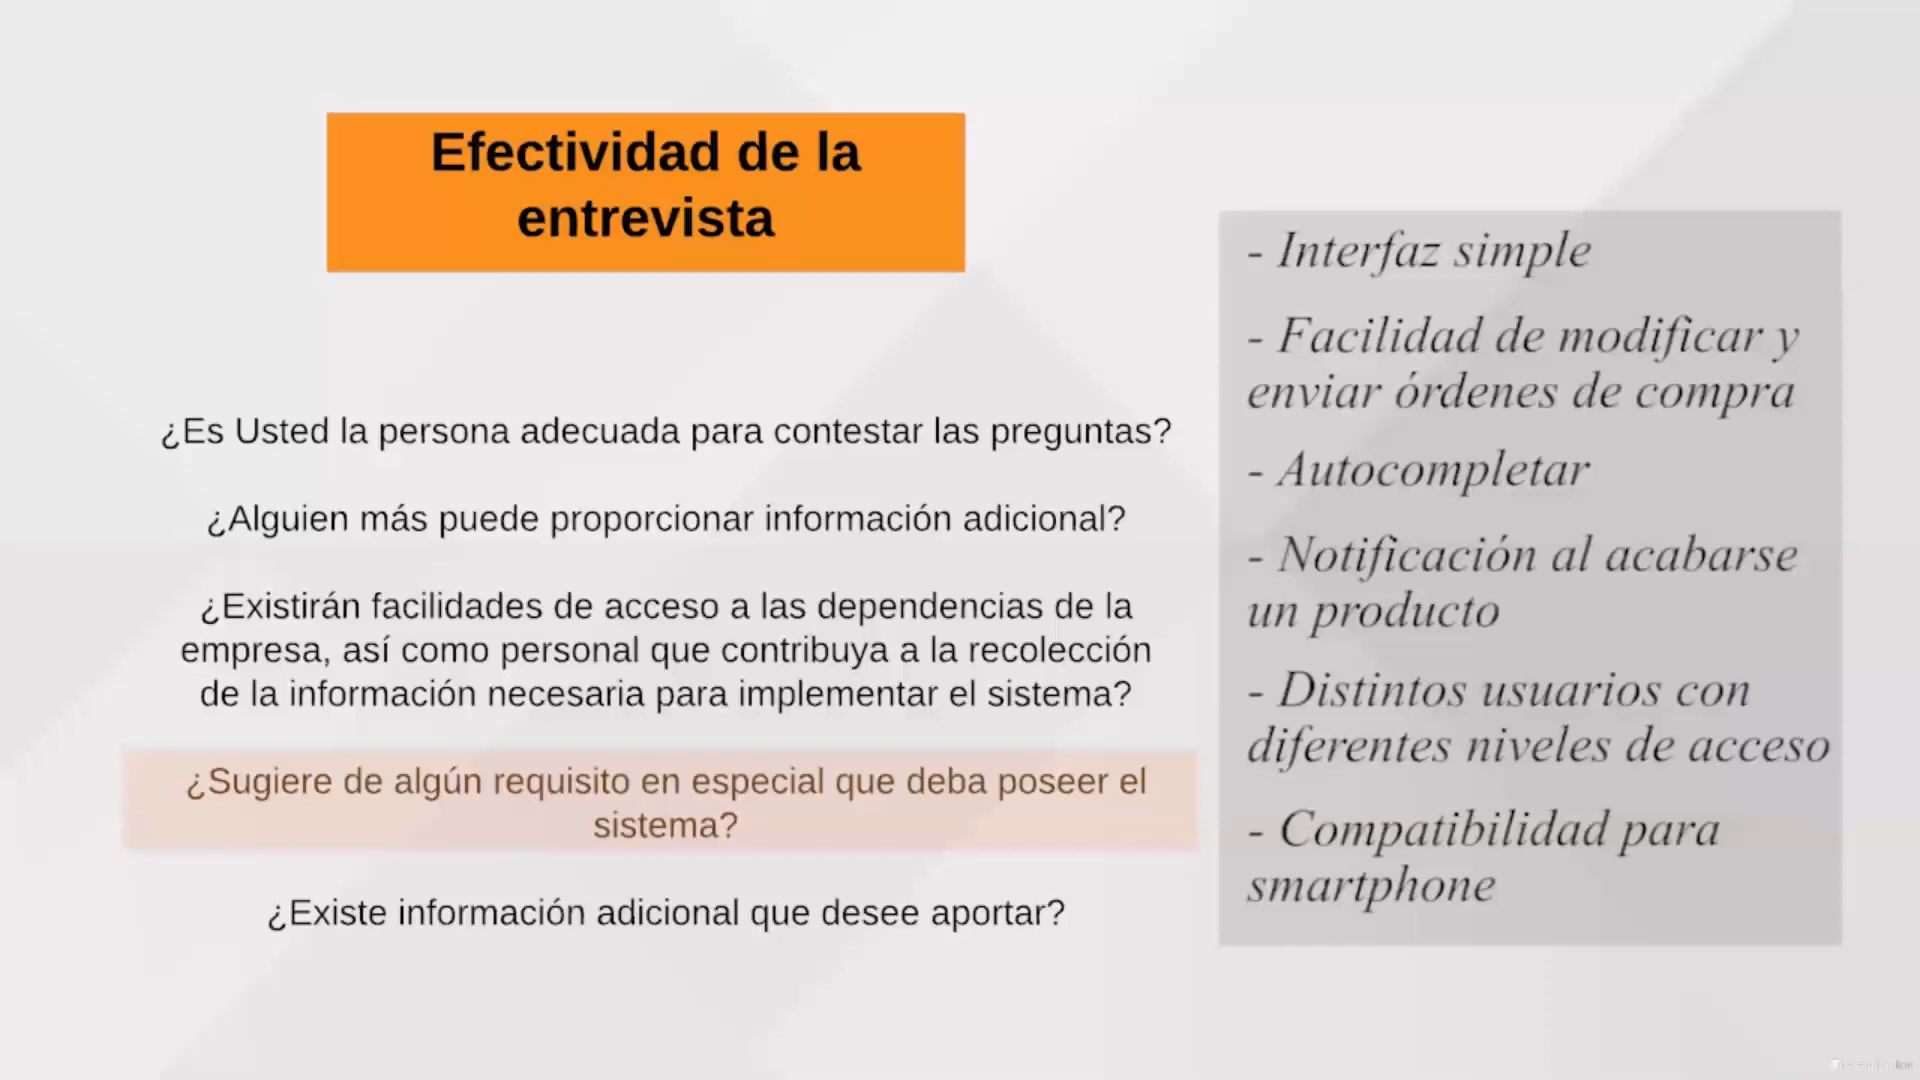 Efectividad de la
entrevista
¿Es Usted la persona adecuada para contestar las preguntas?
¿Alguien más puede proporcionar información adicional?
¿Existirán facilidades de acceso a las dependencias de la
empresa, así como personal que contribuya a la recolección
de la información necesaria para implementar el sistema?
¿Sugiere de algún requisito en especial que deba poseer el
sistema?
¿Existe información adicional que desee aportar?
- Interfaz simple
- Facilidad de modificar y
enviar órdenes de compra
- Autocompletar
- Notificación al acabarse
un producto
- Distintos usuarios con
diferentes niveles de acceso
- Compatibilidad para
smartphone